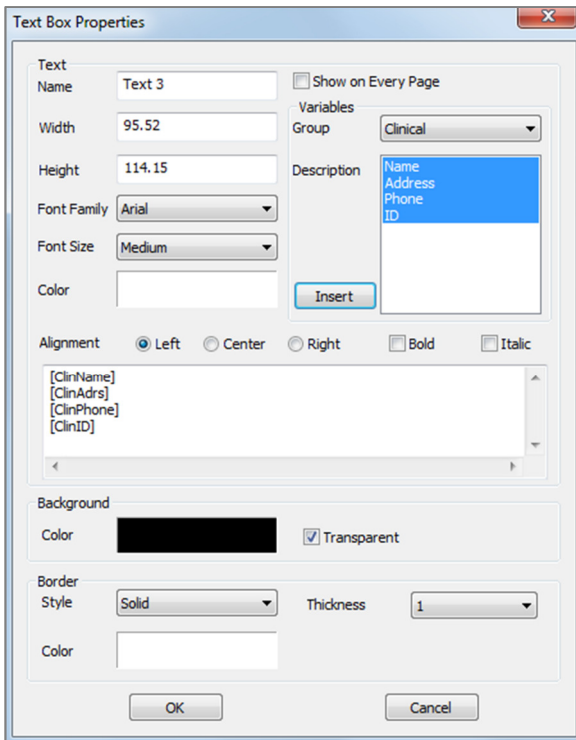 Text Box Properties
Text
Name
Text 3
Show on Every Page
Variables
Width
95.52
Group
Clinical
Height
114.15
Description
Name
Address
Phone
ID
Font Family
Arial
Font Size
Medium
Color
Insert
Alignment
Left
Center
Right
Bold
Italic
[ClinName]
[ClinAdrs]
[ClinPhone]
[ClinID]
Background
Color
Transparent
Border
Style
Solid
Thickness
1
Color
OK
Cancel